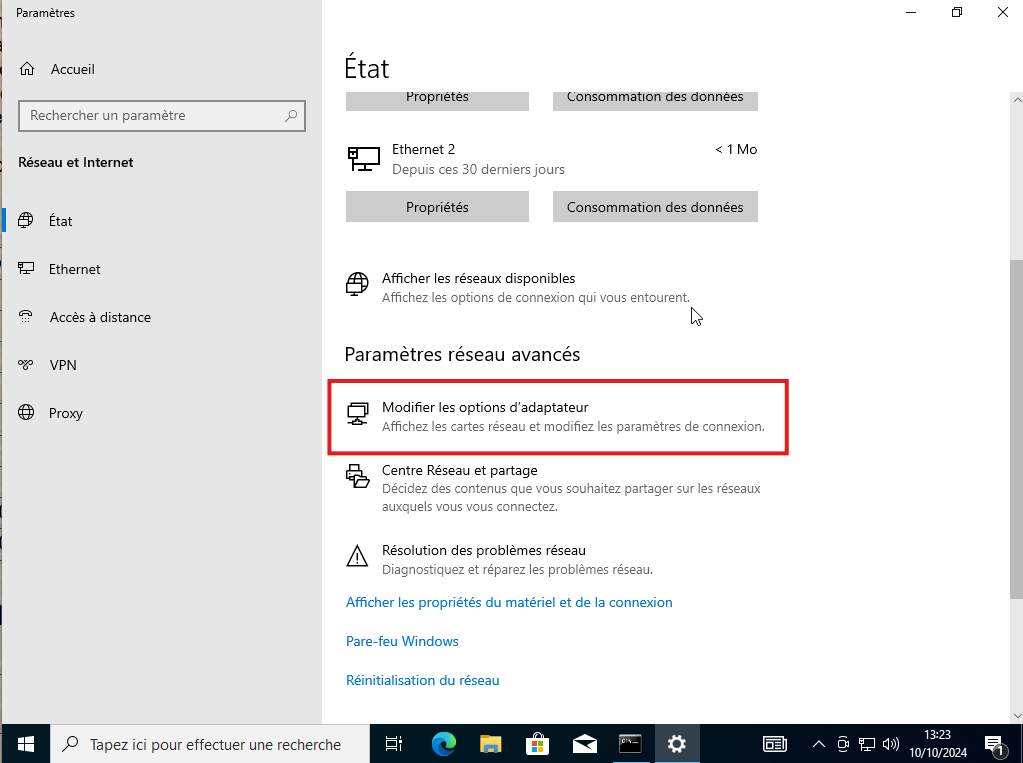 Paramètres
Accueil
Rechercher un paramètre
Réseau et Internet
État
Ethernet
Accès à distance
VPN
Proxy
État
Propriétés
Consommation des données
Ethernet 2
< 1 Mo
Depuis ces 30 derniers jours
Propriétés
Consommation des données
Afficher les réseaux disponibles
Affichez les options de connexion qui vous entourent.
Paramètres réseau avancés
Modifier les options d’adaptateur
Affichez les cartes réseau et modifiez les paramètres de connexion.
Centre Réseau et partage
Décidez des contenus que vous souhaitez partager sur les réseaux
auxquels vous vous connectez.
Résolution des problèmes réseau
Diagnostiquez et réparez les problèmes réseau.
Afficher les propriétés du matériel et de la connexion
Pare-feu Windows
Réinitialisation du réseau
Tapez ici pour effectuer une recherche
13:23
10/10/2024
1